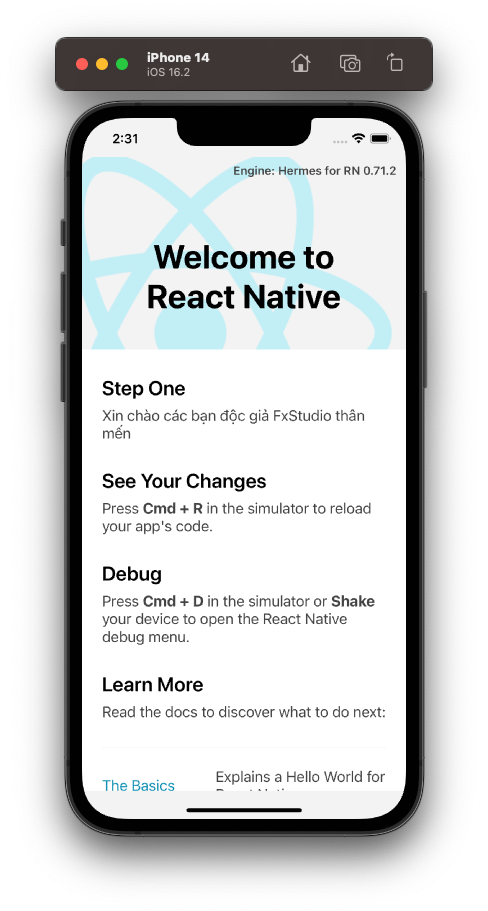 iPhone 14
iOS 16.2
2:31
Engine: Hermes for RN 0.71.2
Welcome to
React Native
Step One
Xin chào các bạn độc giả FxStudio thân
mến
See Your Changes
Press Cmd + R in the simulator to reload
your app's code.
Debug
Press Cmd + D in the simulator or Shake
your device to open the React Native
debug menu.
Learn More
Read the docs to discover what to do next:
The Basics
Explains a Hello World for